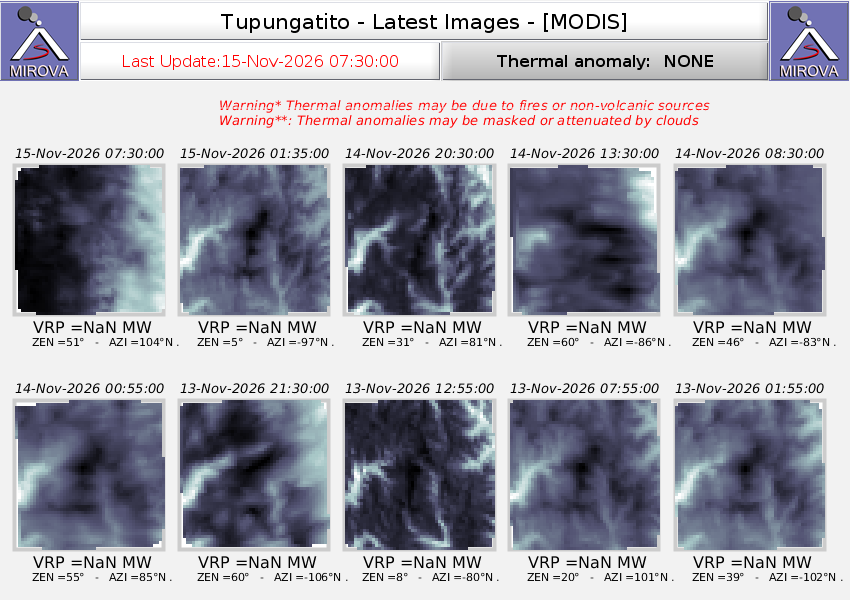 MIROVA
Tupungatito - Latest Images - [MODIS]
MIROVA
Last Update:15-Nov-2026 07:30:00
Thermal anomaly: NONE
Warning* Thermal anomalies may be due to fires or non-volcanic sources
Warning**: Thermal anomalies may be masked or attenuated by clouds
15-Nov-2026 07:30:00 15-Nov-2026 01:35:00 14-Nov-2026 20:30:00 14-Nov-2026 13:30:00 14-Nov-2026 08:30:00
VRP =NaN MW VRP =NaN MW VRP =NaN MW VRP =NaN MW VRP =NaN MW
ZEN =51° - AZI =104°N . ZEN =5° - AZI =-97°N . ZEN =31° - AZI =81°N . ZEN =60° - AZI =-86°N . ZEN =46° - AZI =-83°N .
14-Nov-2026 00:55:00 13-Nov-2026 21:30:00 13-Nov-2026 12:55:00 13-Nov-2026 07:55:00 13-Nov-2026 01:55:00
VRP =NaN MW VRP =NaN MW VRP =NaN MW VRP =NaN MW VRP =NaN MW
ZEN =55° - AZI =85°N . ZEN =60° - AZI =-106°N . ZEN =8° - AZI =-80°N . ZEN =20° - AZI =101°N . ZEN =39° - AZI =-102°N .